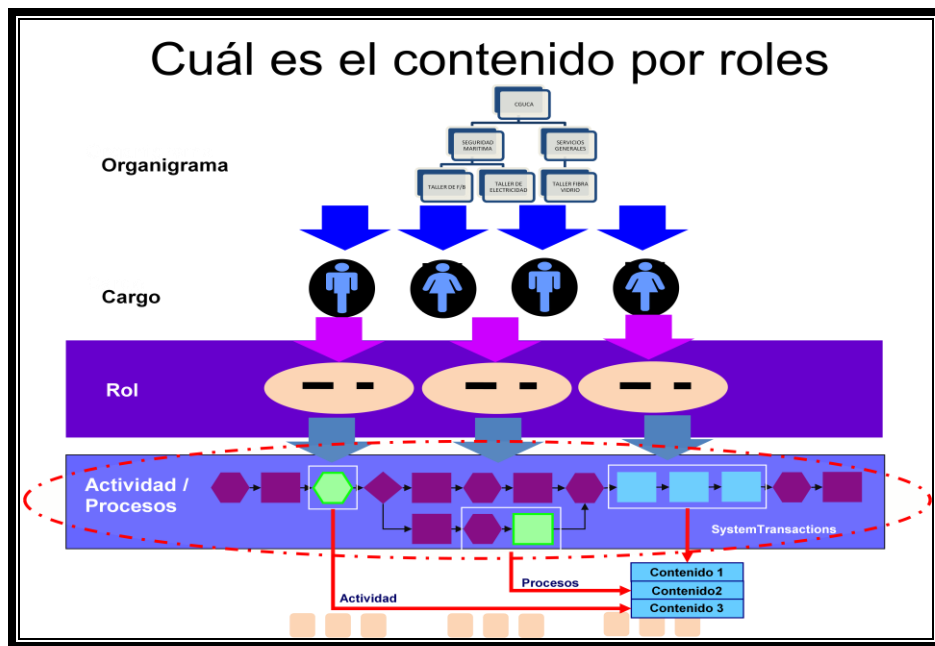 Cuál es el contenido por roles
CGUCA
Organigrama
SEGURIDAD
MARITIMA
SERVICIOS
GENERALES
TALLER DE F/B
TALLER DE
ELECTRICIDAD
TALLER FIBRA
VIDRIO
Cargo
Rol
Actividad /
Procesos
SystemTransactions
Contenido 1
Procesos
Contenido2
Actividad
Contenido 3